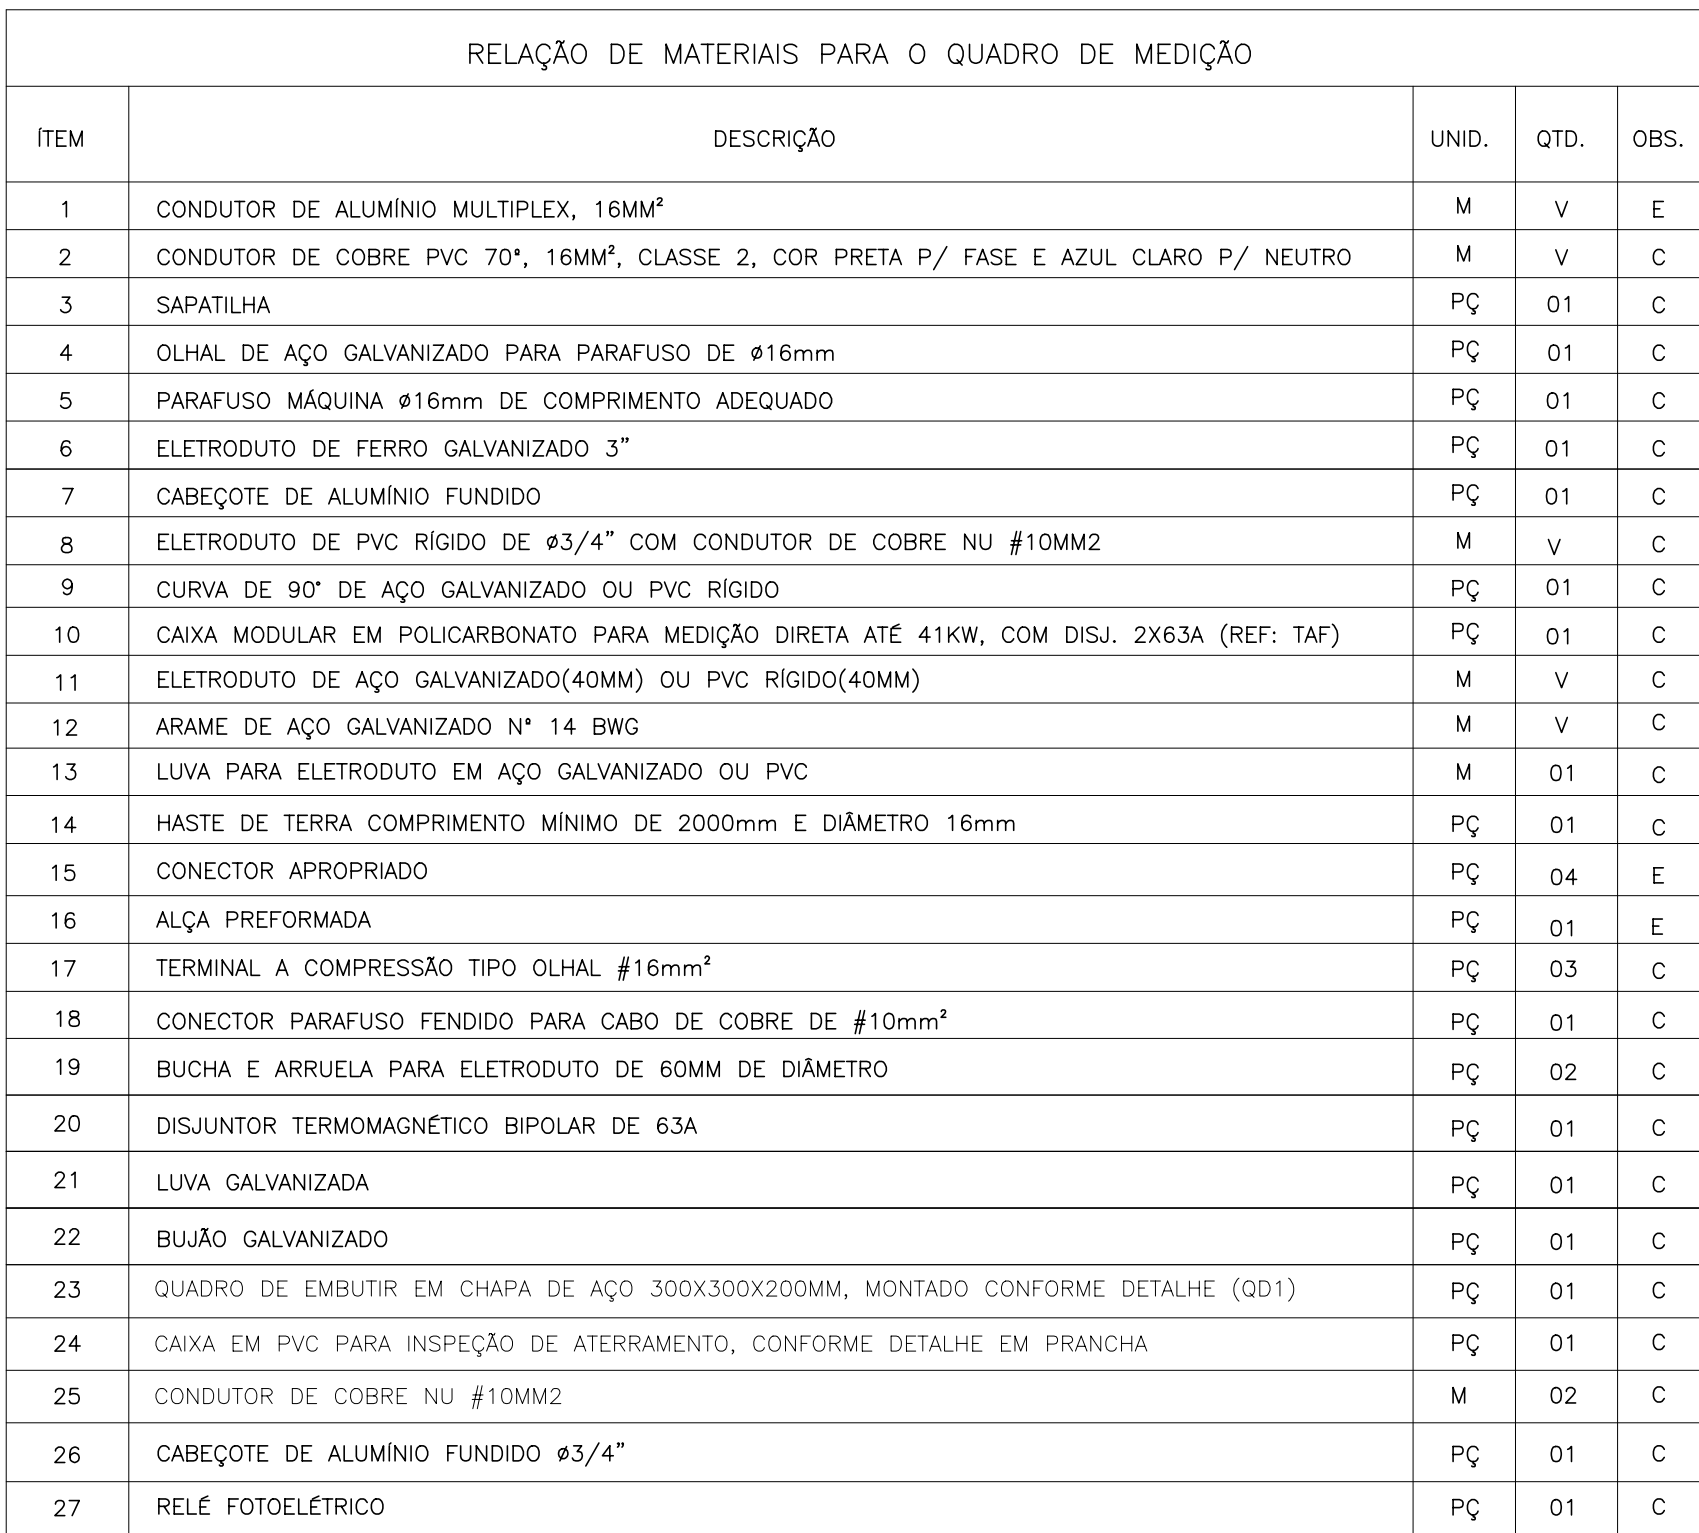 RELAÇÃO DE MATERIAIS PARA O QUADRO DE MEDIÇÃO
ÍTEM DESCRIÇÃO UNID. QTD. OBS.
1 CONDUTOR DE ALUMÍNIO MULTIPLEX, 16MM² M V E
2 CONDUTOR DE COBRE PVC 70°, 16MM², CLASSE 2, COR PRETA P/ FASE E AZUL CLARO P/ NEUTRO M V C
3 SAPATILHA PÇ 01 C
4 OLHAL DE AÇO GALVANIZADO PARA PARAFUSO DE ø16mm PÇ 01 C
5 PARAFUSO MÁQUINA ø16mm DE COMPRIMENTO ADEQUADO PÇ 01 C
6 ELETRODUTO DE FERRO GALVANIZADO 3” PÇ 01 C
7 CABEÇOTE DE ALUMÍNIO FUNDIDO PÇ 01 C
8 ELETRODUTO DE PVC RÍGIDO DE ø3/4” COM CONDUTOR DE COBRE NU #10MM2 M V C
9 CURVA DE 90° DE AÇO GALVANIZADO OU PVC RÍGIDO PÇ 01 C
10 CAIXA MODULAR EM POLICARBONATO PARA MEDIÇÃO DIRETA ATÉ 41KW, COM DISJ. 2X63A (REF: TAF) PÇ 01 C
11 ELETRODUTO DE AÇO GALVANIZADO(40MM) OU PVC RÍGIDO(40MM) M V C
12 ARAME DE AÇO GALVANIZADO Nº 14 BWG M V C
13 LUVA PARA ELETRODUTO EM AÇO GALVANIZADO OU PVC M 01 C
14 HASTE DE TERRA COMPRIMENTO MÍNIMO DE 2000mm E DIÂMETRO 16mm PÇ 01 C
15 CONECTOR APROPRIADO PÇ 04 E
16 ALÇA PREFORMADA PÇ 01 E
17 TERMINAL A COMPRESSÃO TIPO OLHAL #16mm² PÇ 03 C
18 CONECTOR PARAFUSO FENDIDO PARA CABO DE COBRE DE #10mm² PÇ 01 C
19 BUCHA E ARRUELA PARA ELETRODUTO DE 60MM DE DIÂMETRO PÇ 02 C
20 DISJUNTOR TERMOMAGNÉTICO BIPOLAR DE 63A PÇ 01 C
21 LUVA GALVANIZADA PÇ 01 C
22 BUJÃO GALVANIZADO PÇ 01 C
23 QUADRO DE EMBUTIR EM CHAPA DE AÇO 300X300X200MM, MONTADO CONFORME DETALHE (QD1) PÇ 01 C
24 CAIXA EM PVC PARA INSPEÇÃO DE ATERRAMENTO, CONFORME DETALHE EM PRANCHA PÇ 01 C
25 CONDUTOR DE COBRE NU #10MM2 M 02 C
26 CABEÇOTE DE ALUMÍNIO FUNDIDO ø3/4” PÇ 01 C
27 RELÉ FOTOELÉTRICO PÇ 01 C